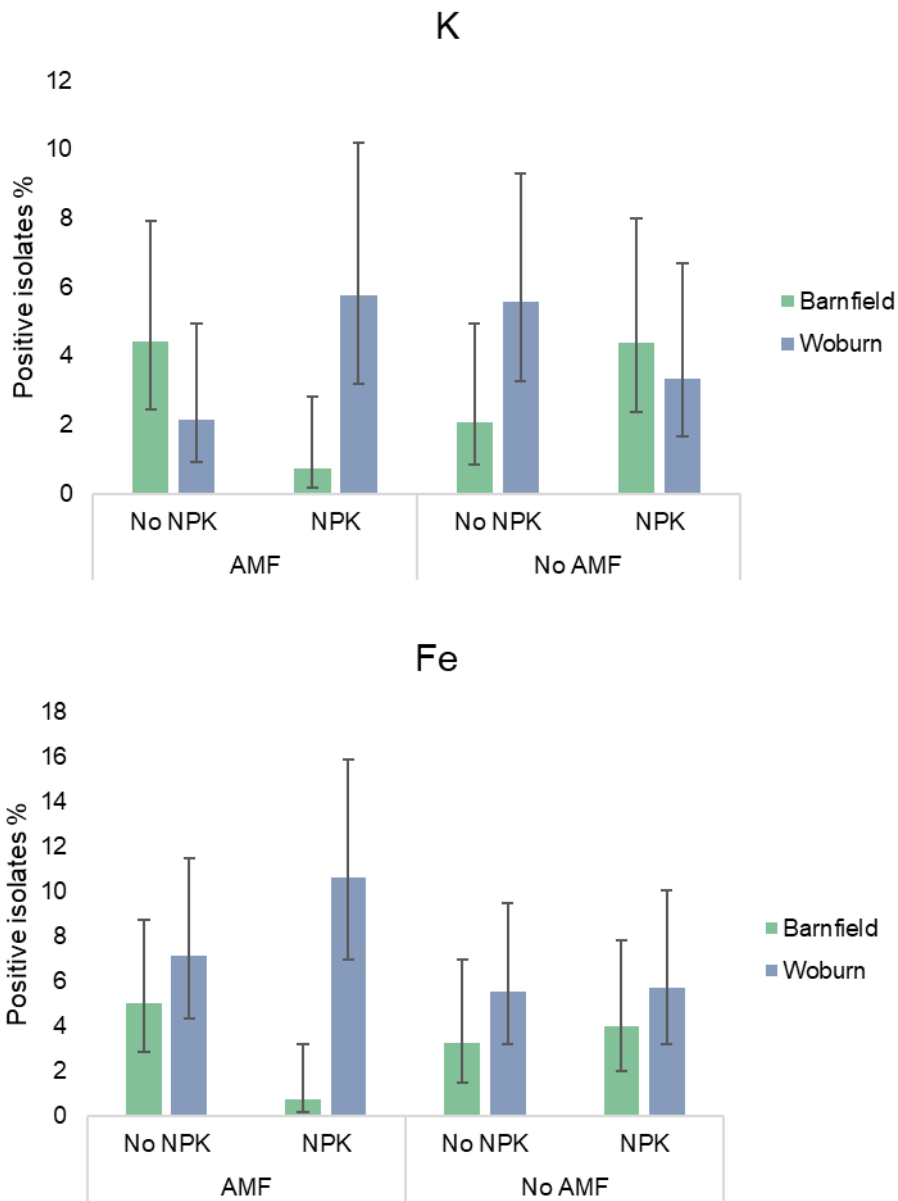 K
Positive isolates %
12
10
8
6
4
2
0
No NPK NPK No NPK NPK
AMF No AMF
Barnfield
Woburn
Fe
Positive isolates %
18
16
14
12
10
8
6
4
2
0
No NPK NPK No NPK NPK
AMF No AMF
Barnfield
Woburn